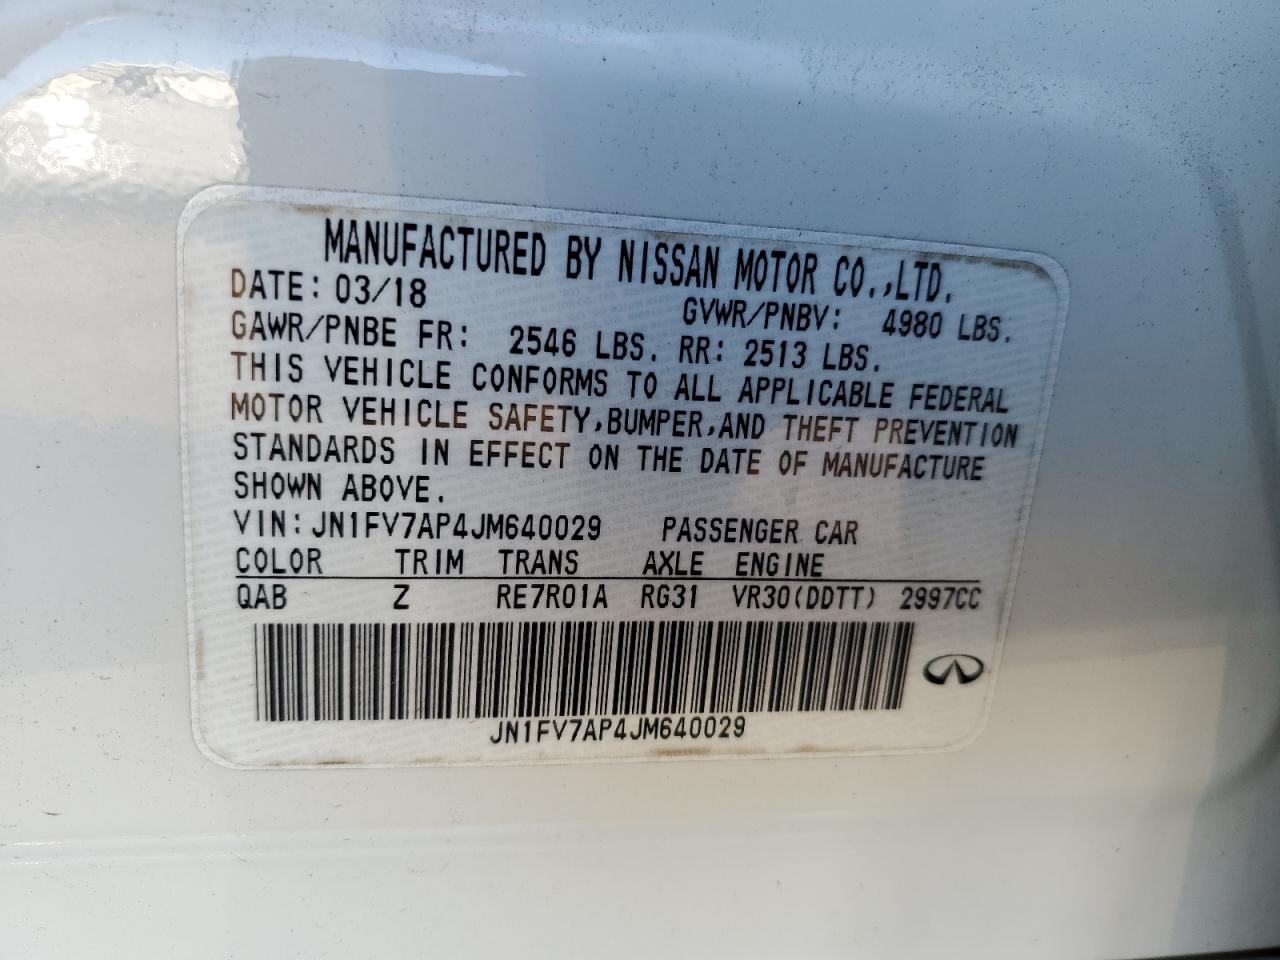 MANUFACTURED BY NISSAN MOTOR CO.,LTD.
DATE: 03/18 GVWR/PNBV: 4980 LBS.
GAWR/PNBE FR: 2546 LBS. RR: 2513 LBS.
THIS VEHICLE CONFORMS TO ALL APPLICABLE FEDERAL
MOTOR VEHICLE SAFETY,BUMPER,AND THEFT PREVENTION
STANDARDS IN EFFECT ON THE DATE OF MANUFACTURE
SHOWN ABOVE.
VIN: JN1FV7AP4JM640029 PASSENGER CAR
COLOR TRIM TRANS AXLE ENGINE
QAB Z RE7R01A RG31 VR30(DDTT) 2997CC
JN1FV7AP4JM640029